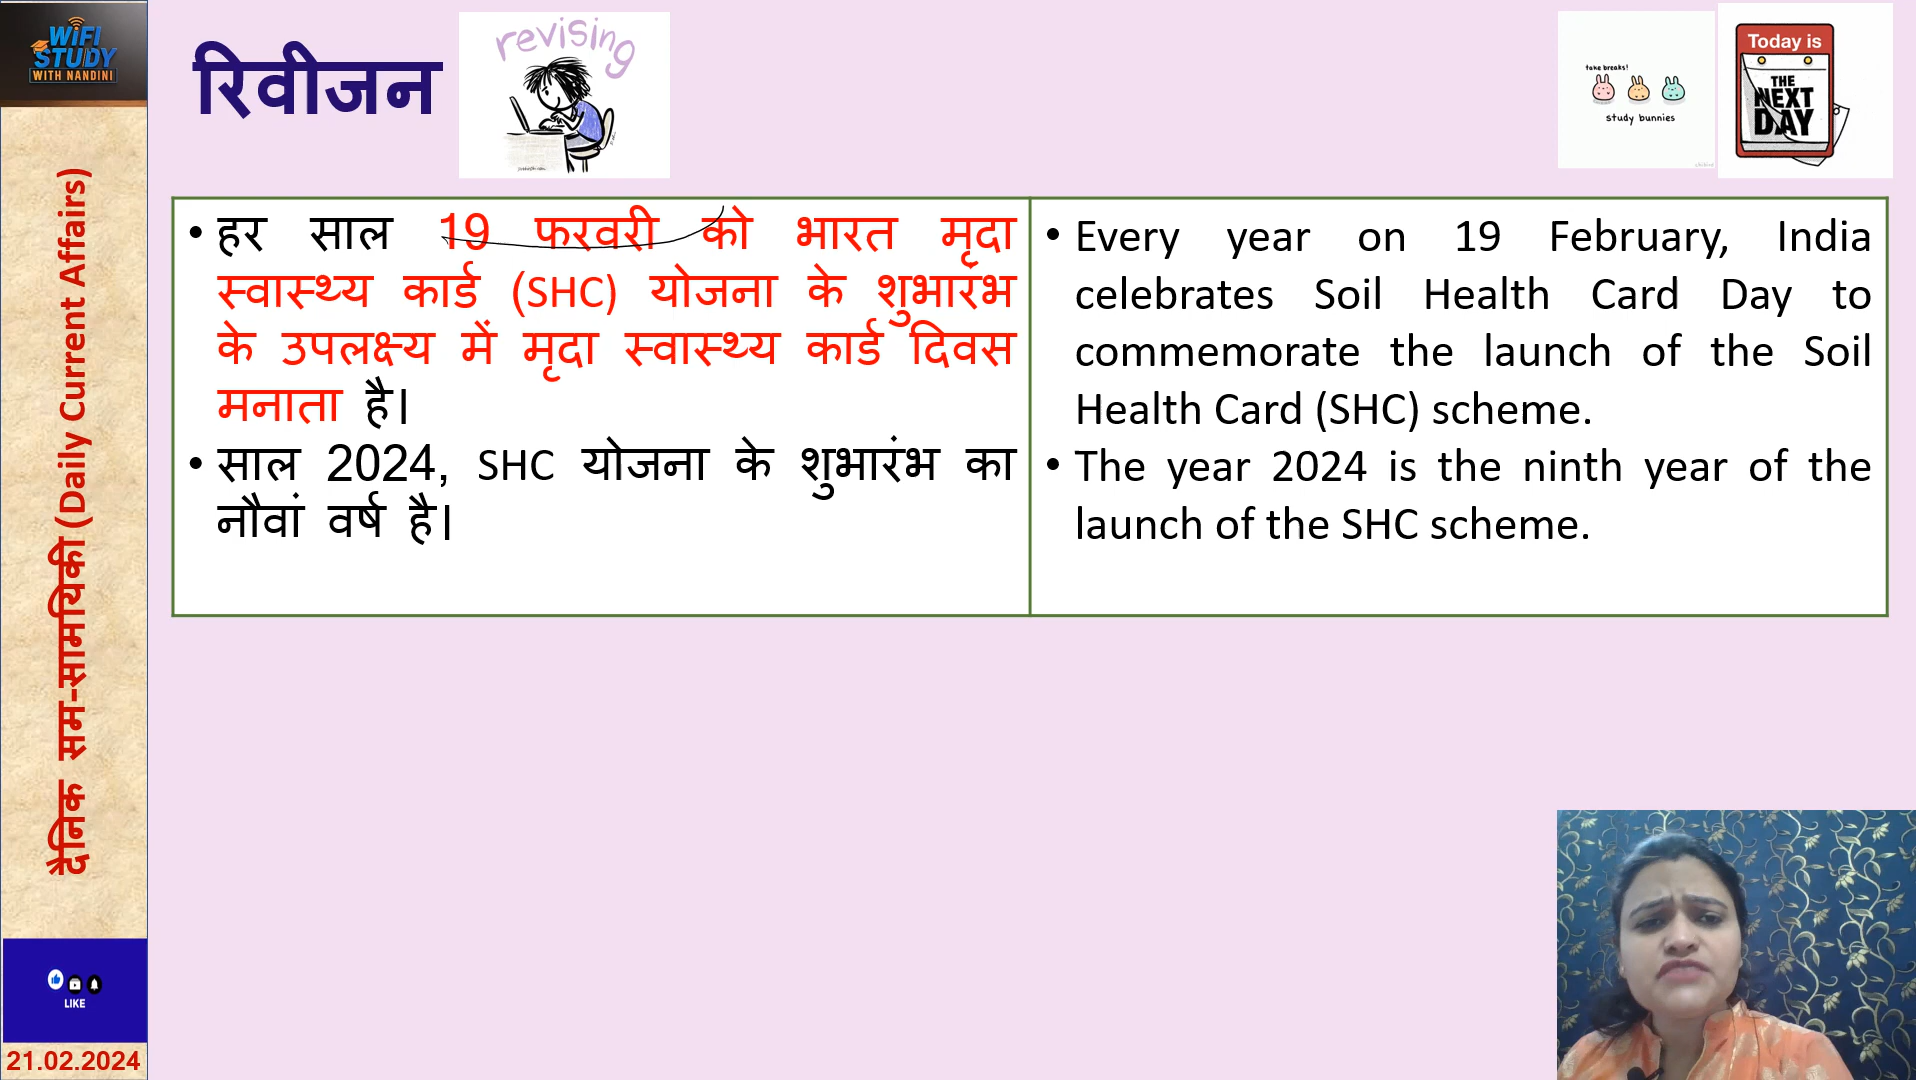 WiFi
STUDY
WITH NANDINI
रिवीजन
revising
take breaks!
study bunnies
Today is
THE
NEXT
DAY
दैनिक सम-सामयिकी (Daily Current Affairs)
• हर साल 19 फरवरी को भारत मृदा
स्वास्थ्य कार्ड (SHC) योजना के शुभारंभ
के उपलक्ष्य में मृदा स्वास्थ्य कार्ड दिवस
मनाता है।
• साल 2024, SHC योजना के शुभारंभ का
नौवां वर्ष है।
• Every year on 19 February, India
celebrates Soil Health Card Day to
commemorate the launch of the Soil
Health Card (SHC) scheme.
• The year 2024 is the ninth year of the
launch of the SHC scheme.
LIKE
21.02.2024